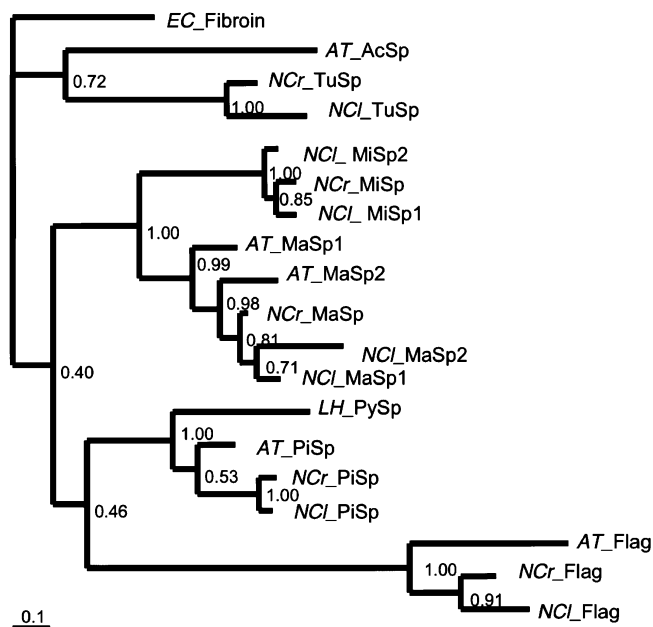 EC_Fibroin
AT_AcSp
0.72
NCr_TuSp
1.00
NCl_TuSp
NCl_ MiSp2
1.00
NCr_MiSp
0.85
NCl_ MiSp1
1.00
AT_MaSp1
0.99
AT_MaSp2
0.98
NCr_MaSp
0.81
NCl_MaSp2
0.71
NCl_MaSp1
0.40
LH_PySp
1.00
AT_PiSp
0.53
NCr_PiSp
1.00
NCl_PiSp
0.46
AT_Flag
1.00
NCr_Flag
0.91
NCl_Flag
0.1